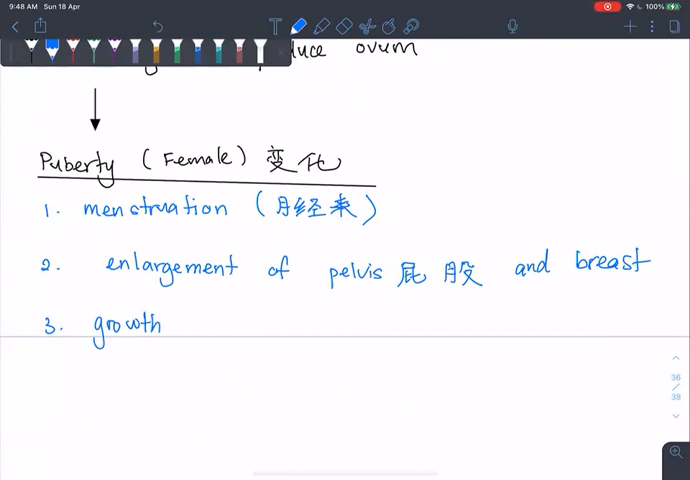 9:48 AM Sun 18 Apr
100%
duce ovum
Puberty (Female) 变化
1. menstruation (月经来)
2. enlargement of pelvis 屁股 and breast
3. growth
36
/
38